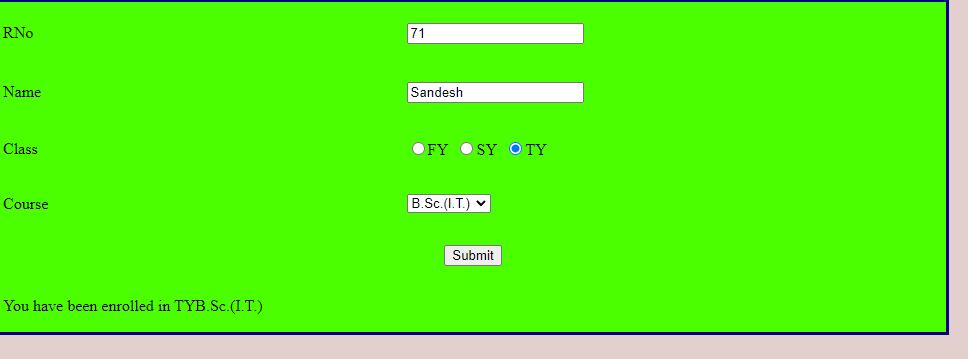 RNo 71
Name Sandesh
Class FY SY TY
Course B.Sc.(I.T.)
Submit
You have been enrolled in TYB.Sc.(I.T.)